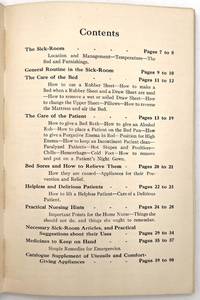 Contents
The Sick-Room Pages 7 to 8
Location and Management—Temperature—The
Bed and Furnishings.
General Routine in the Sick-Room
Pages 9 to 10
The Care of the Bed Pages 11 to 12
How to use a Rubber Sheet—How to make a
Bed when a Rubber Sheet and a Draw Sheet are used
—How to remove a wet or soiled Draw Sheet—How
to change the Upper Sheet—Pillows—How to reverse
the Mattress and air the Bed.
The Care of the Patient Pages 13 to 19
How to give a Bed Bath—How to give an Alcohol
Rub—How to place a Patient on the Bed Pan—How
to give a Purgative Enema in Bed—Position for High
Enema—How to keep an Incontinent Patient clean—
Paralyzed Patients—Hot Stupes and Poultices—
Chills—Hemorrhages—Cold Feet—How to remove
and put on a Patient's Night Gown.
Bed Sores and How to Relieve Them Pages 20 to 21
How they are caused—Appliances for their Pre-
vention and Relief.
Helpless and Delirious Patients Pages 22 to 23
How to lift a Helpless Patient—Care of a Delirious
Patient.
Practical Nursing Hints Pages 24 to 28
Important Points for the Home Nurse—Things she
should not do, and things she ought to remember.
Necessary Sick-Room Articles, and Practical
Suggestions about their Uses Pages 29 to 34
Medicines to Keep on Hand Pages 35 to 37
Simple Remedies for Emergencies.
Catalogue Supplement of Utensils and Comfort-
Giving Appliances Pages 39 to 90